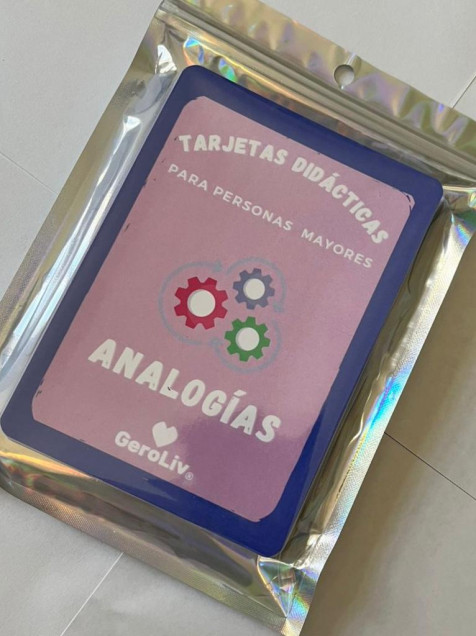 TARJETAS DIDÁCTICAS
PARA PERSONAS MAYORES
ANALOGÍAS
GeroLiv®